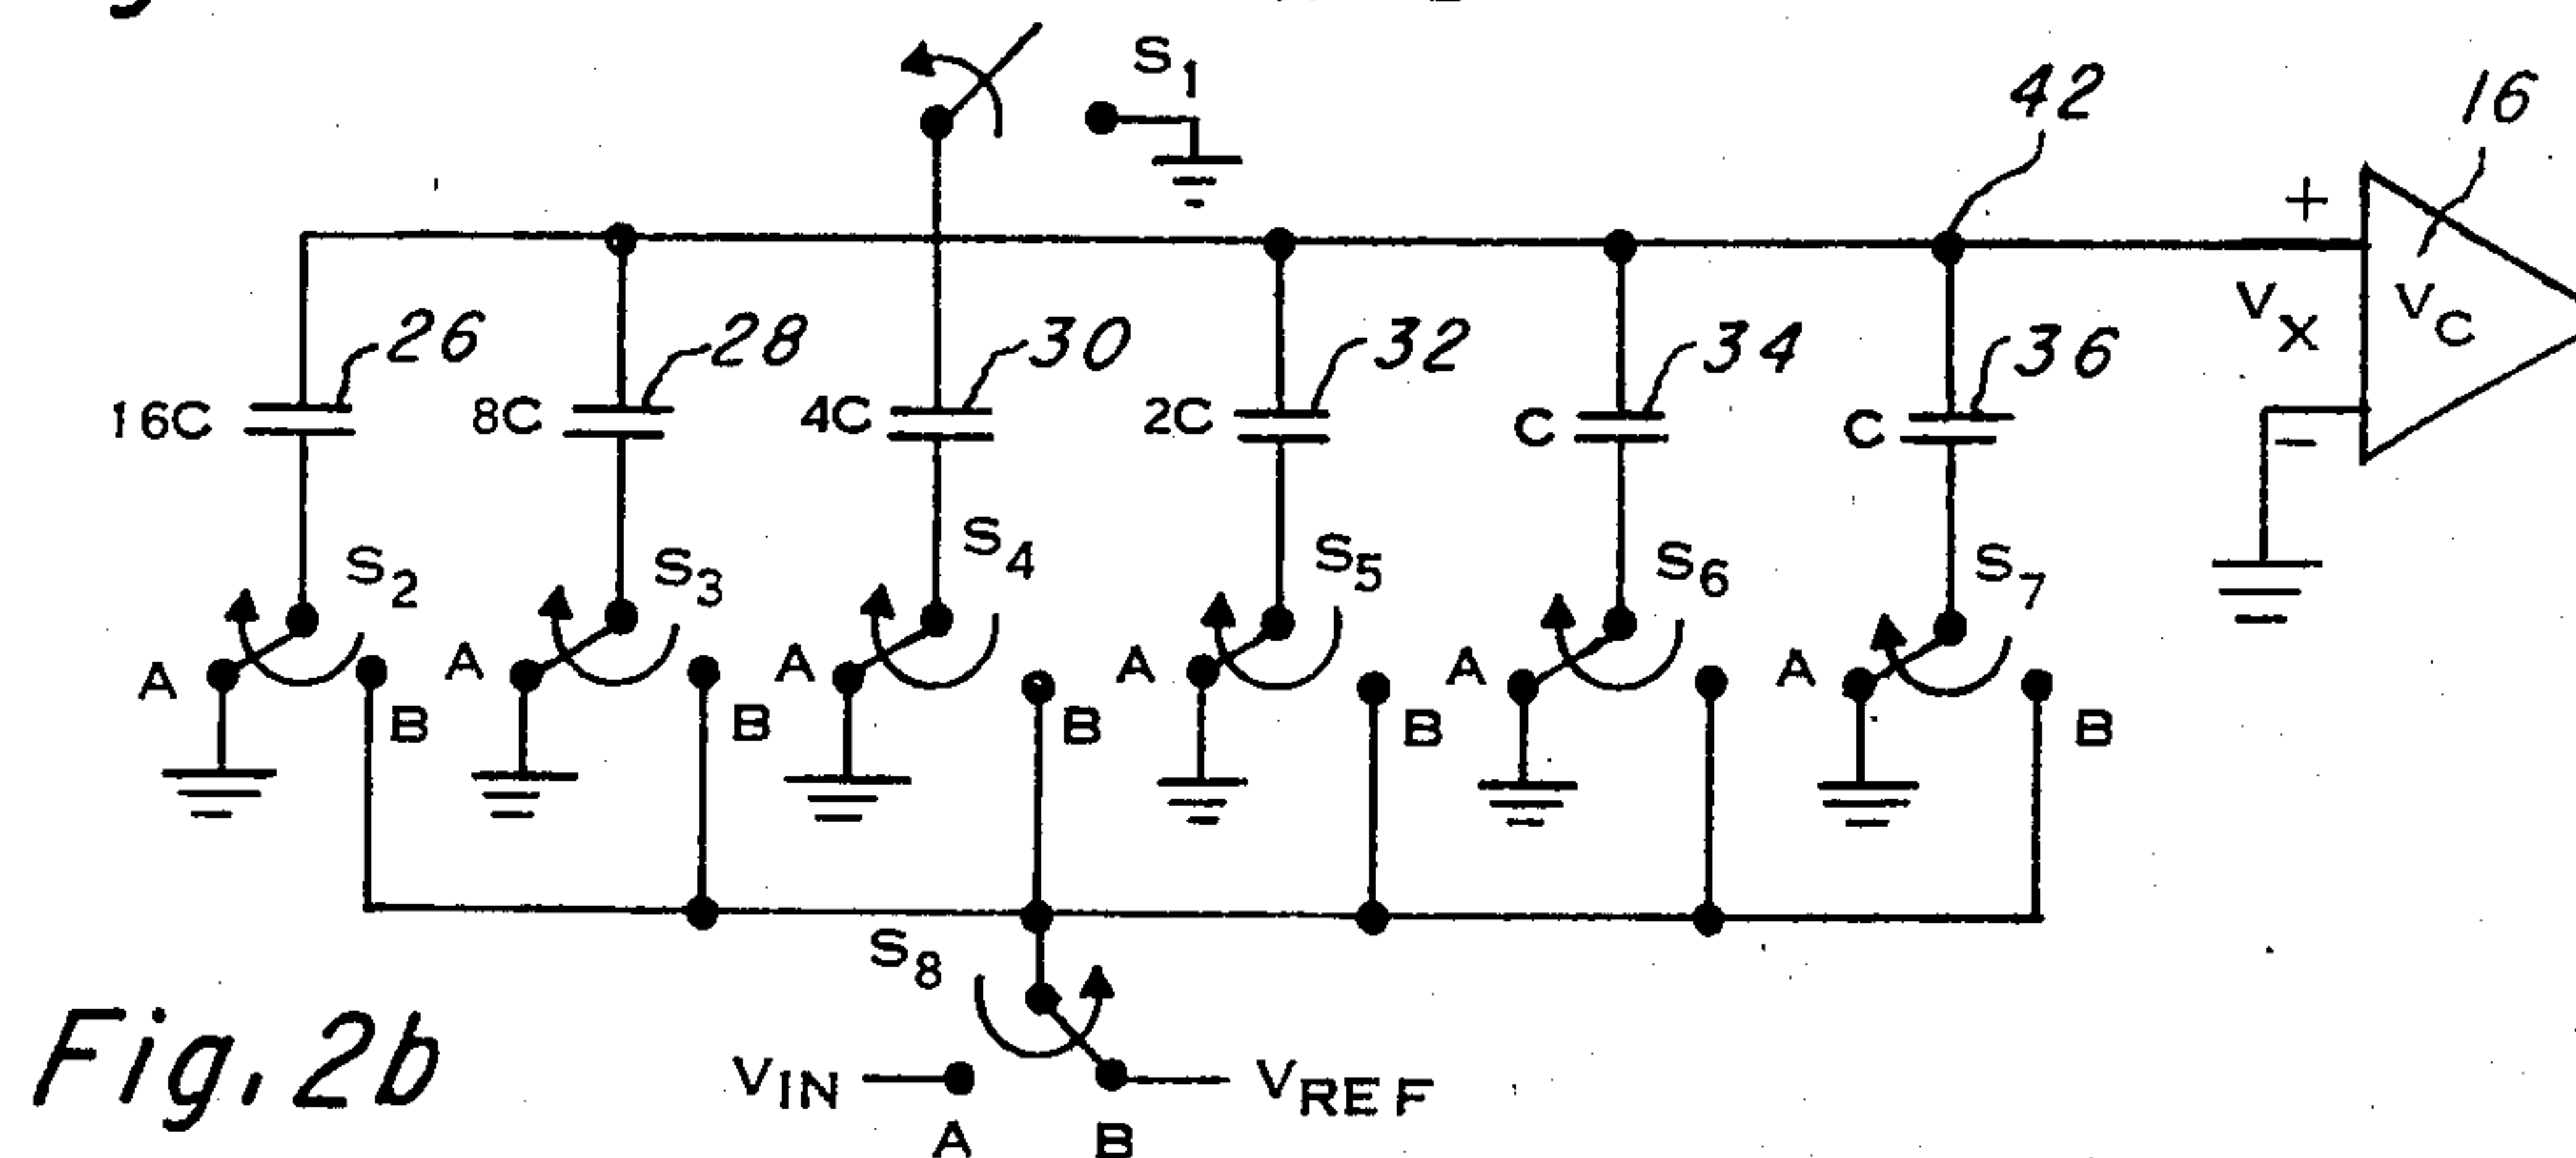 S1
42
16
+
VX
VC
−
26
28
30
32
34
36
16C
8C
4C
2C
C
C
S2
S3
S4
S5
S6
S7
A
B
A
B
A
B
A
B
A
A
B
S8
VIN
VREF
A
B
Fig. 2b